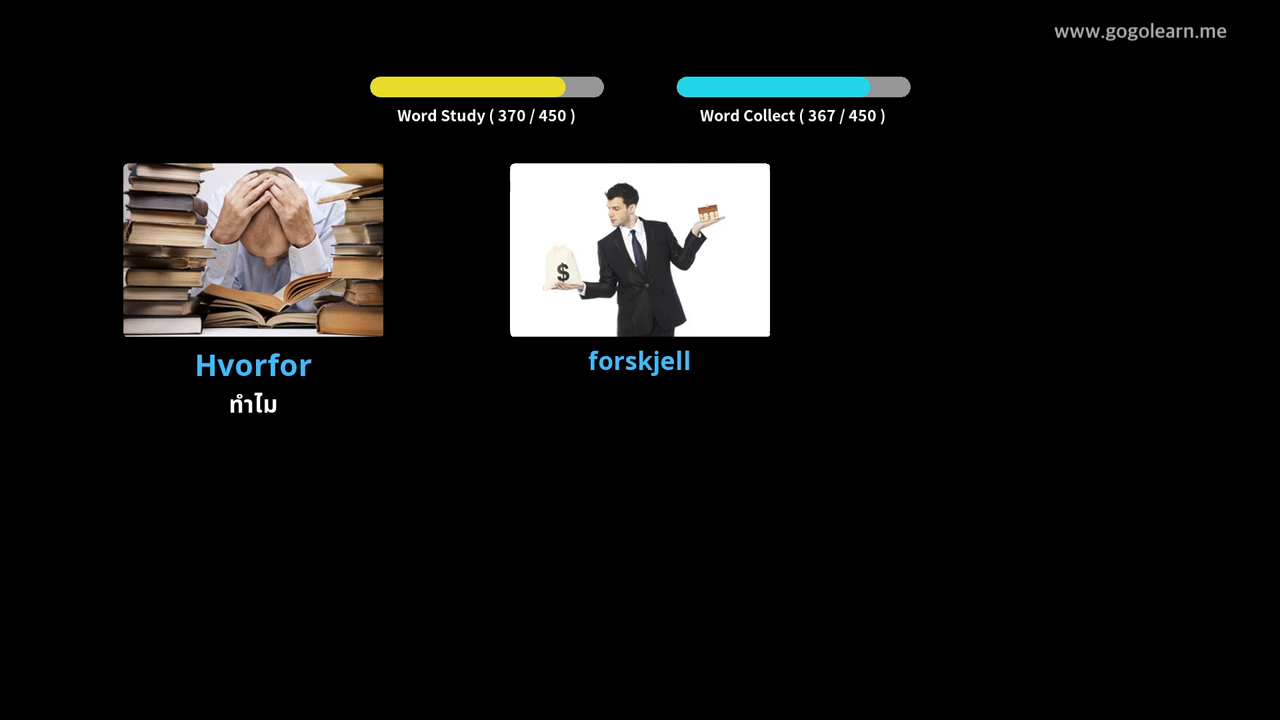 www.gogolearn.me
Word Study ( 370 / 450 )
Word Collect ( 367 / 450 )
$
Hvorfor
ทำไม
forskjell